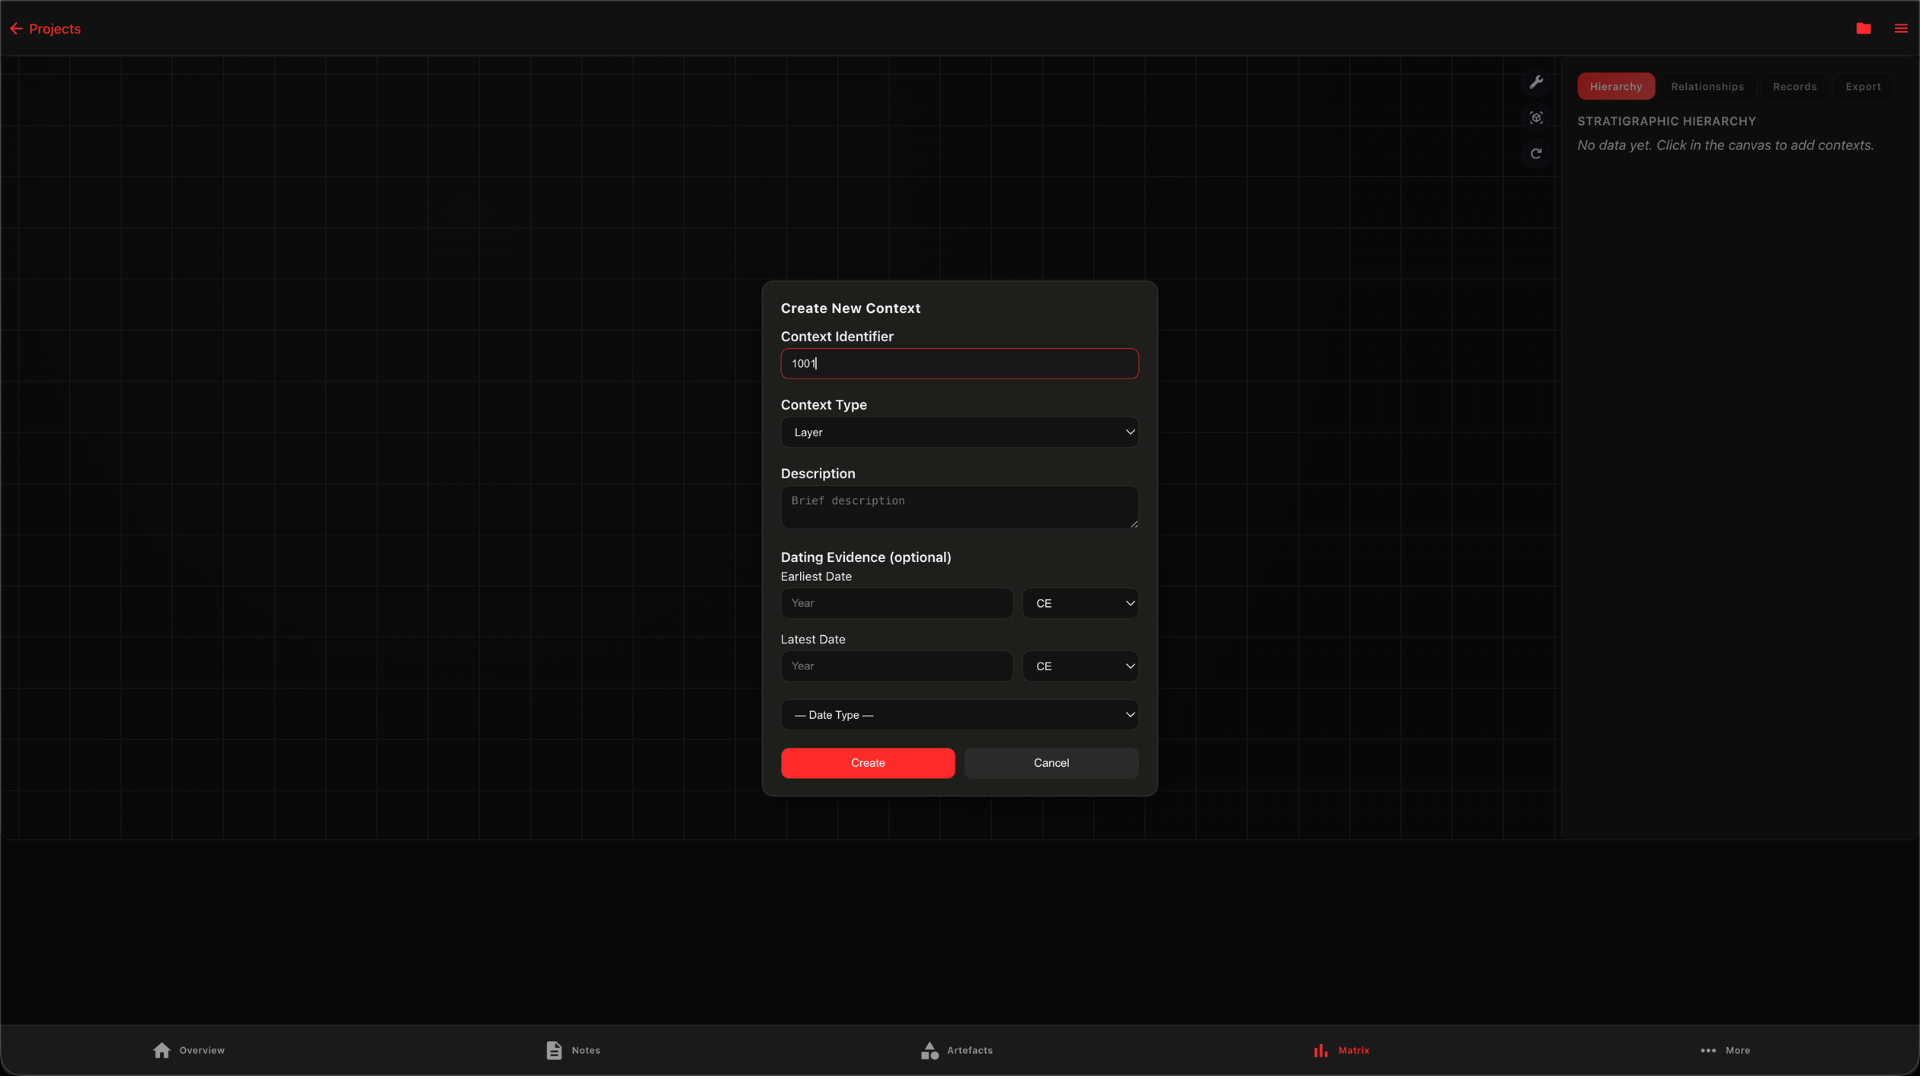 Projects
Hierarchy Relationships Records Export
STRATIGRAPHIC HIERARCHY
No data yet. Click in the canvas to add contexts.
Create New Context
Context Identifier
1001
Context Type
Layer
Description
Brief description
Dating Evidence (optional)
Earliest Date
Year CE
Latest Date
Year CE
— Date Type —
Create Cancel
Overview Notes Artefacts Matrix More